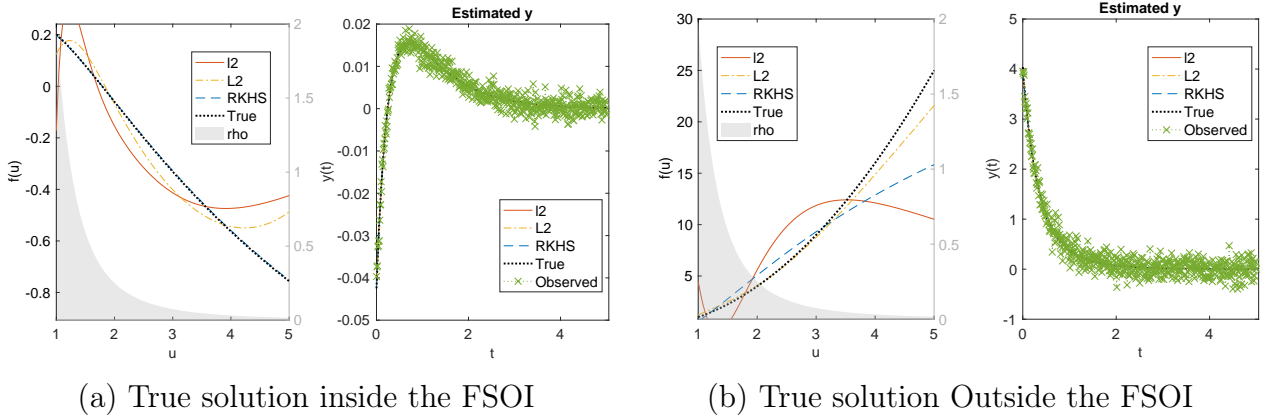 Estimated y
Estimated y
0.2
0
-0.2
-0.4
-0.6
-0.8
f(u)
2
1.5
1
0.5
0
l2
L2
RKHS
True
rho
1
2
3
4
5
u
0.02
0.01
0
-0.01
-0.02
-0.03
-0.04
-0.05
y(t)
l2
L2
RKHS
True
Observed
0
2
4
t
30
25
20
15
10
5
f(u)
2
1.5
1
0.5
0
l2
L2
RKHS
True
rho
1
2
3
4
5
u
5
4
3
2
1
0
-1
y(t)
l2
L2
RKHS
True
Observed
0
2
4
t
(a) True solution inside the FSOI
(b) True solution Outside the FSOI